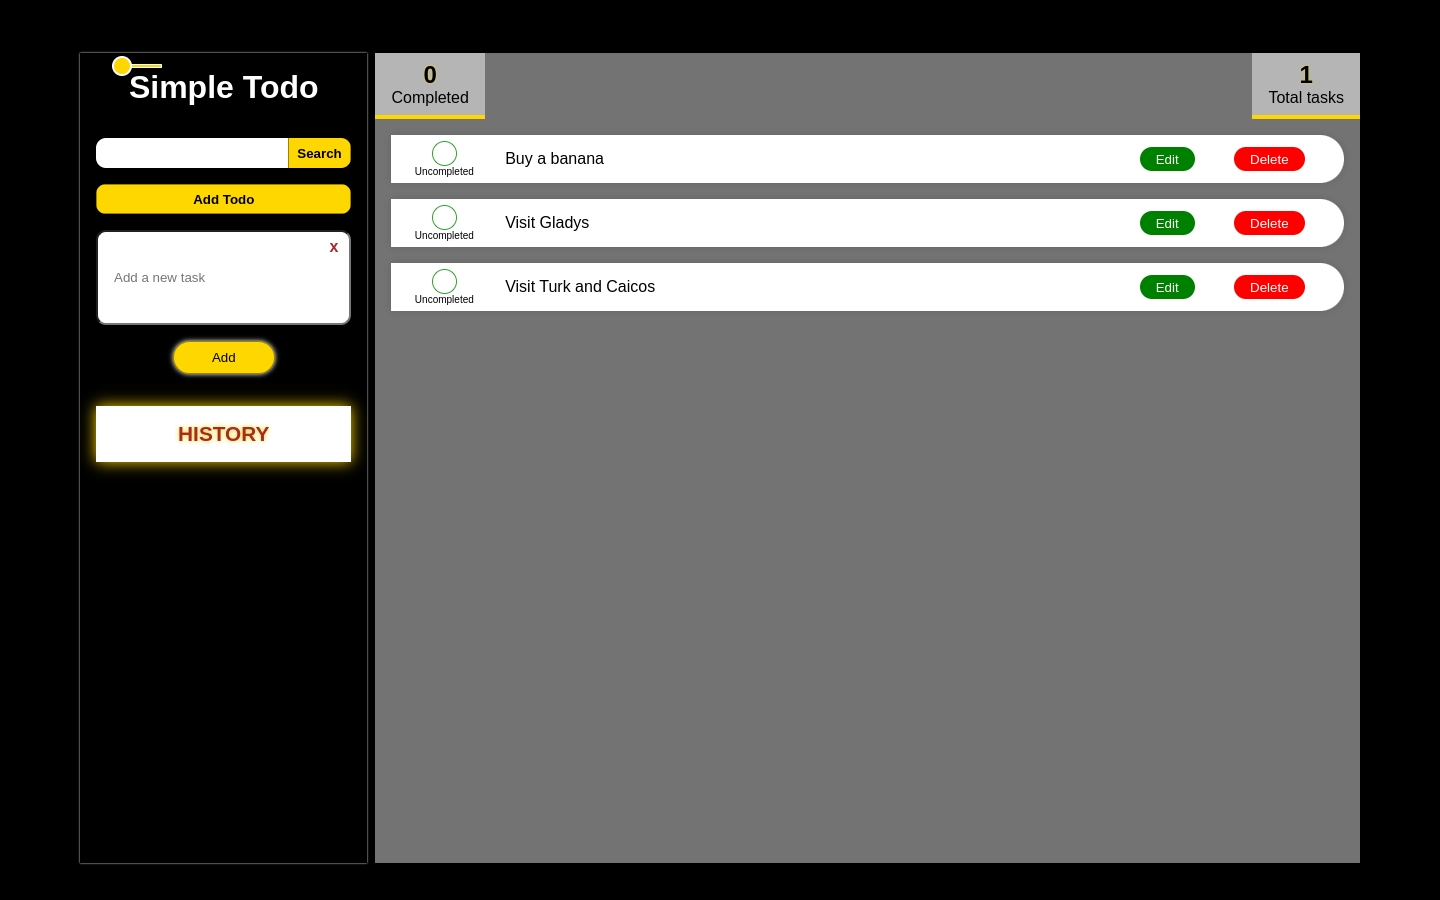 Simple Todo
Search
Add Todo
x
Add a new task
Add
HISTORY
0
Completed
1
Total tasks
Uncompleted
Buy a banana
Edit
Delete
Uncompleted
Visit Gladys
Edit
Delete
Uncompleted
Visit Turk and Caicos
Edit
Delete